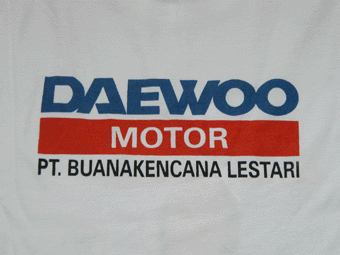 DAEWOO
MOTOR
PT. BUANAKENCANA LESTARI